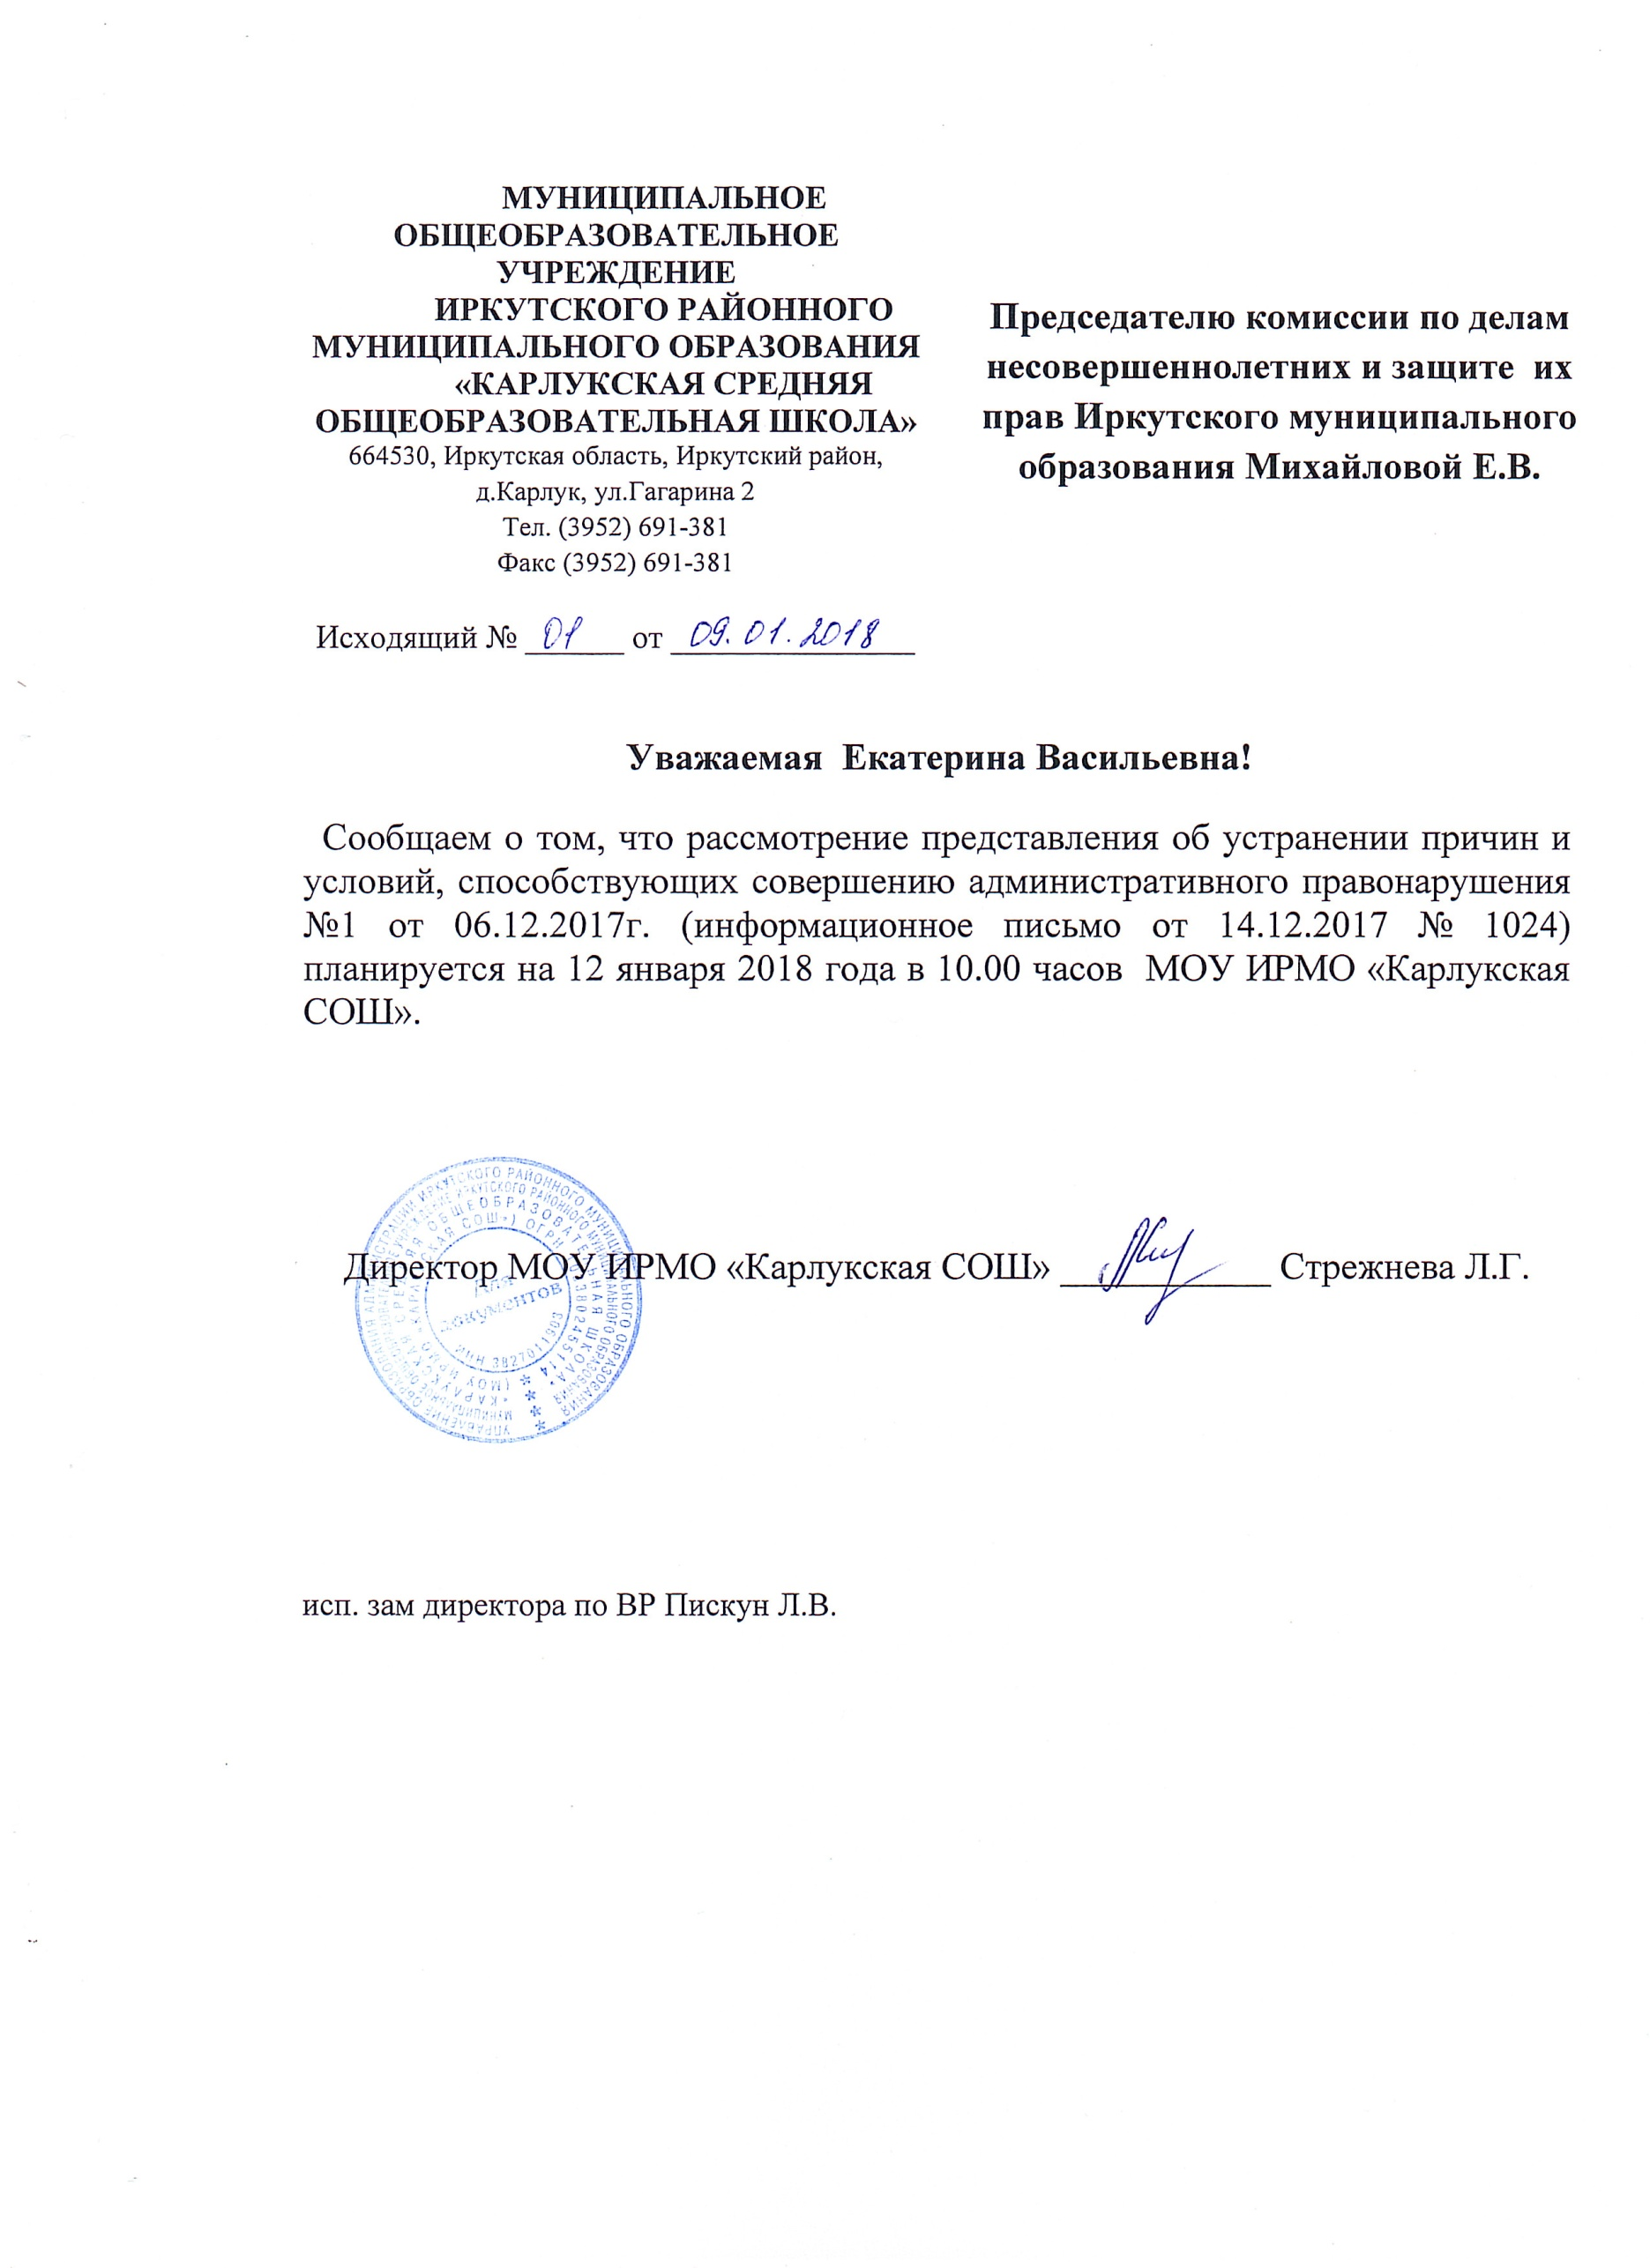 МУНИЦИПАЛЬНОЕ
ОБЩЕОБРАЗОВАТЕЛЬНОЕ
УЧРЕЖДЕНИЕ
ИРКУТСКОГО РАЙОННОГО
МУНИЦИПАЛЬНОГО ОБРАЗОВАНИЯ
«КАРЛУКСКАЯ СРЕДНЯЯ
ОБЩЕОБРАЗОВАТЕЛЬНАЯ ШКОЛА»
664530, Иркутская область, Иркутский район,
д.Карлук, ул.Гагарина 2
Тел. (3952) 691-381
Факс (3952) 691-381
Исходящий № 01 от 09.01.2018
Председателю комиссии по делам
несовершеннолетних и защите их
прав Иркутского муниципального
образования Михайловой Е.В.
Уважаемая Екатерина Васильевна!
Сообщаем о том, что рассмотрение представления об устранении причин и
условий, способствующих совершению административного правонарушения
№1 от 06.12.2017г. (информационное письмо от 14.12.2017 № 1024)
планируется на 12 января 2018 года в 10.00 часов МОУ ИРМО «Карлукская
СОШ».
Директор МОУ ИРМО «Карлукская СОШ» Стрежнева Л.Г.
Для
документов
исп. зам директора по ВР Пискун Л.В.